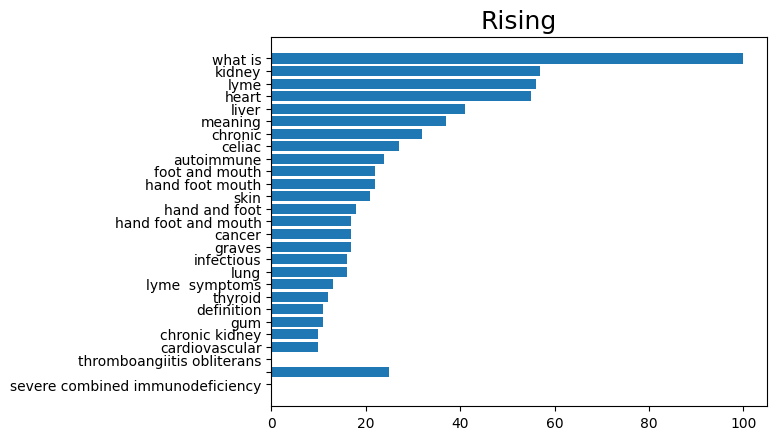 Rising
what is
kidney
lyme
heart
liver
meaning
chronic
celiac
autoimmune
foot and mouth
hand foot mouth
skin
hand and foot
hand foot and mouth
cancer
graves
infectious
lung
lyme  symptoms
thyroid
definition
gum
chronic kidney
cardiovascular
thromboangiitis obliterans
severe combined immunodeficiency
0 20 40 60 80 100